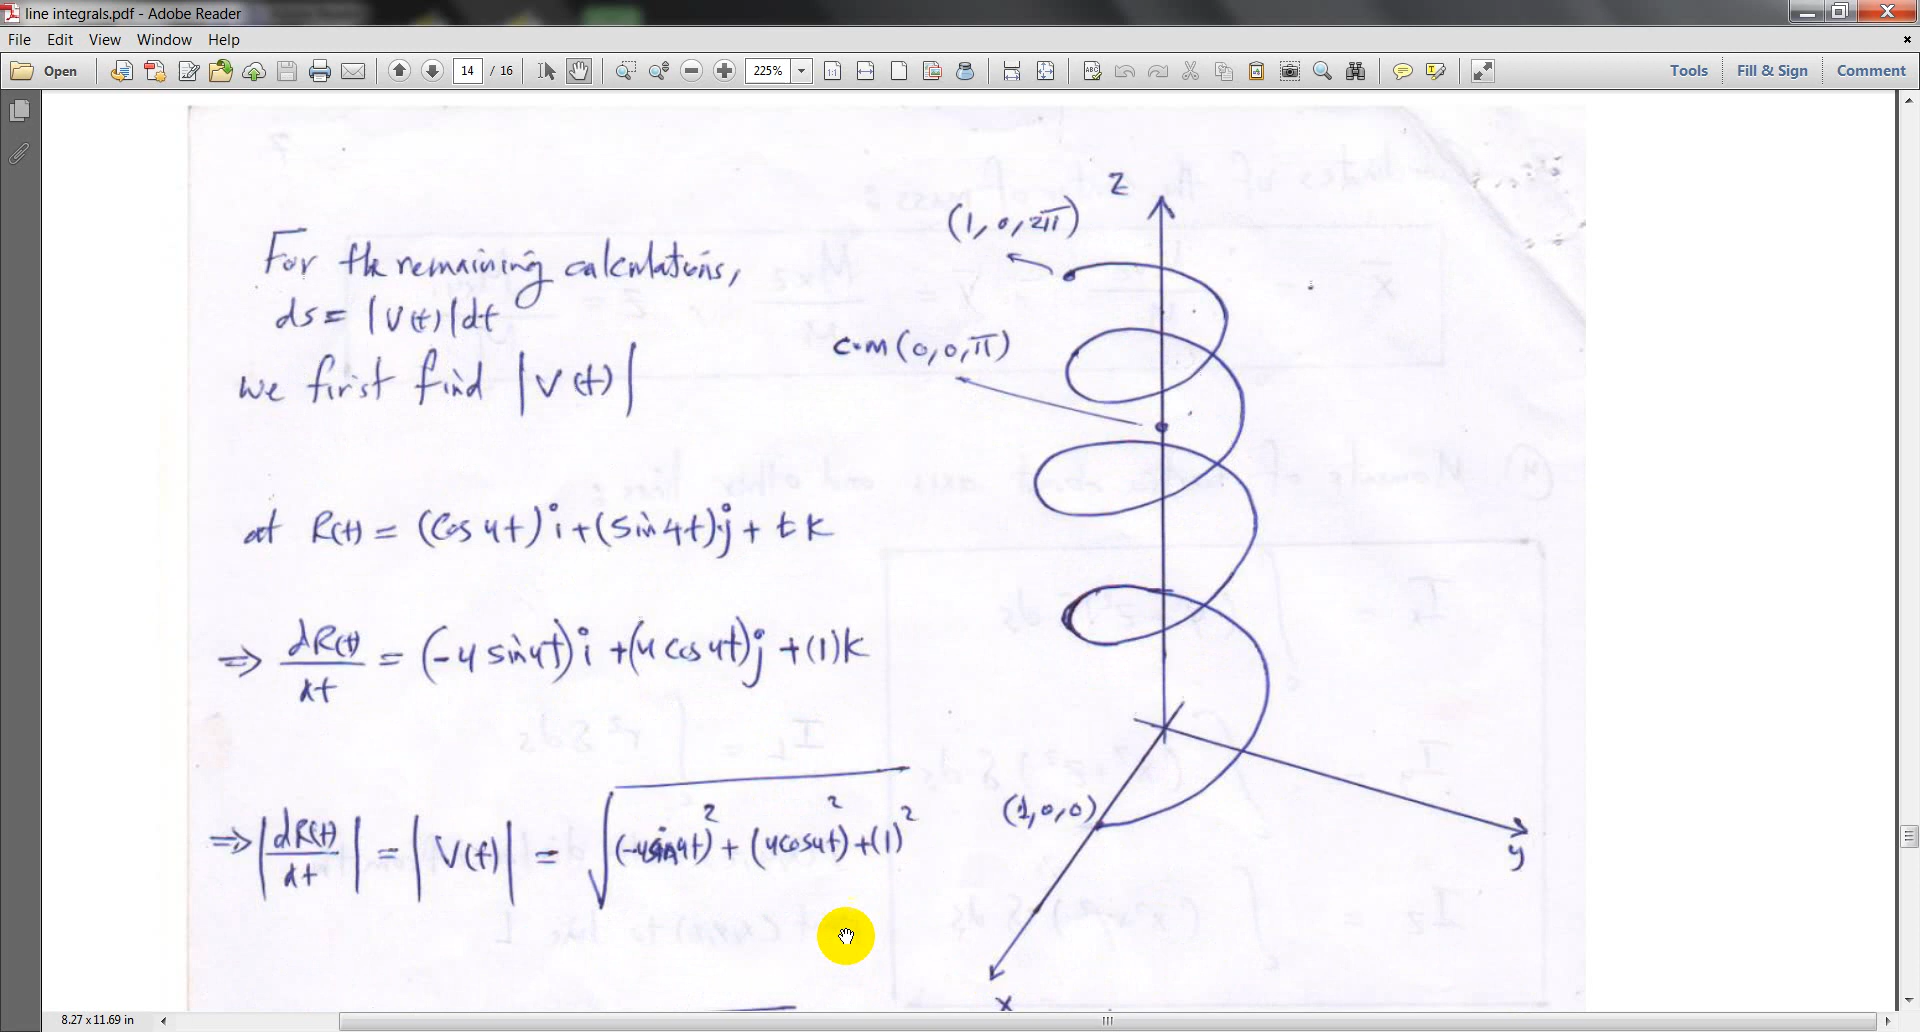 line integrals.pdf - Adobe Reader
File Edit View Window Help
Open 14 / 16 225% Tools Fill & Sign Comment
For the remaining calculations,
ds = |V(t)|dt
we first find |V(t)|
at R(t) = (Cos 4t)i + (Sin 4t)j + t k
⇒ dR(t)/dt = (-4 sin 4t)i + (4 cos 4t)j + (1)k
⇒ |dR(t)/dt| = |V(t)| = √((-4sin4t)² + (4cos4t)² + (1)²)
z
(1, 0, 2π)
c.m (0, 0, π)
(1, 0, 0)
y
x
8.27 x 11.69 in